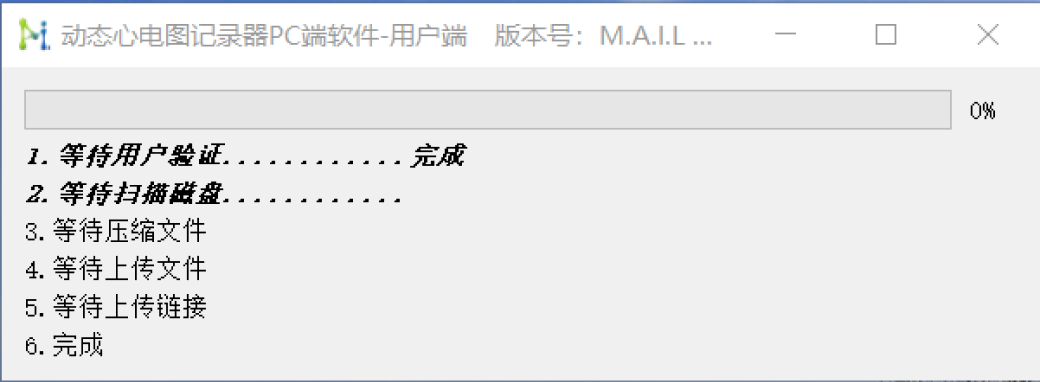 动态心电图记录器PC端软件-用户端 版本号：M.A.I.L ...
0%
1. 等待用户验证............完成
2. 等待扫描磁盘............
3. 等待压缩文件
4. 等待上传文件
5. 等待上传链接
6. 完成